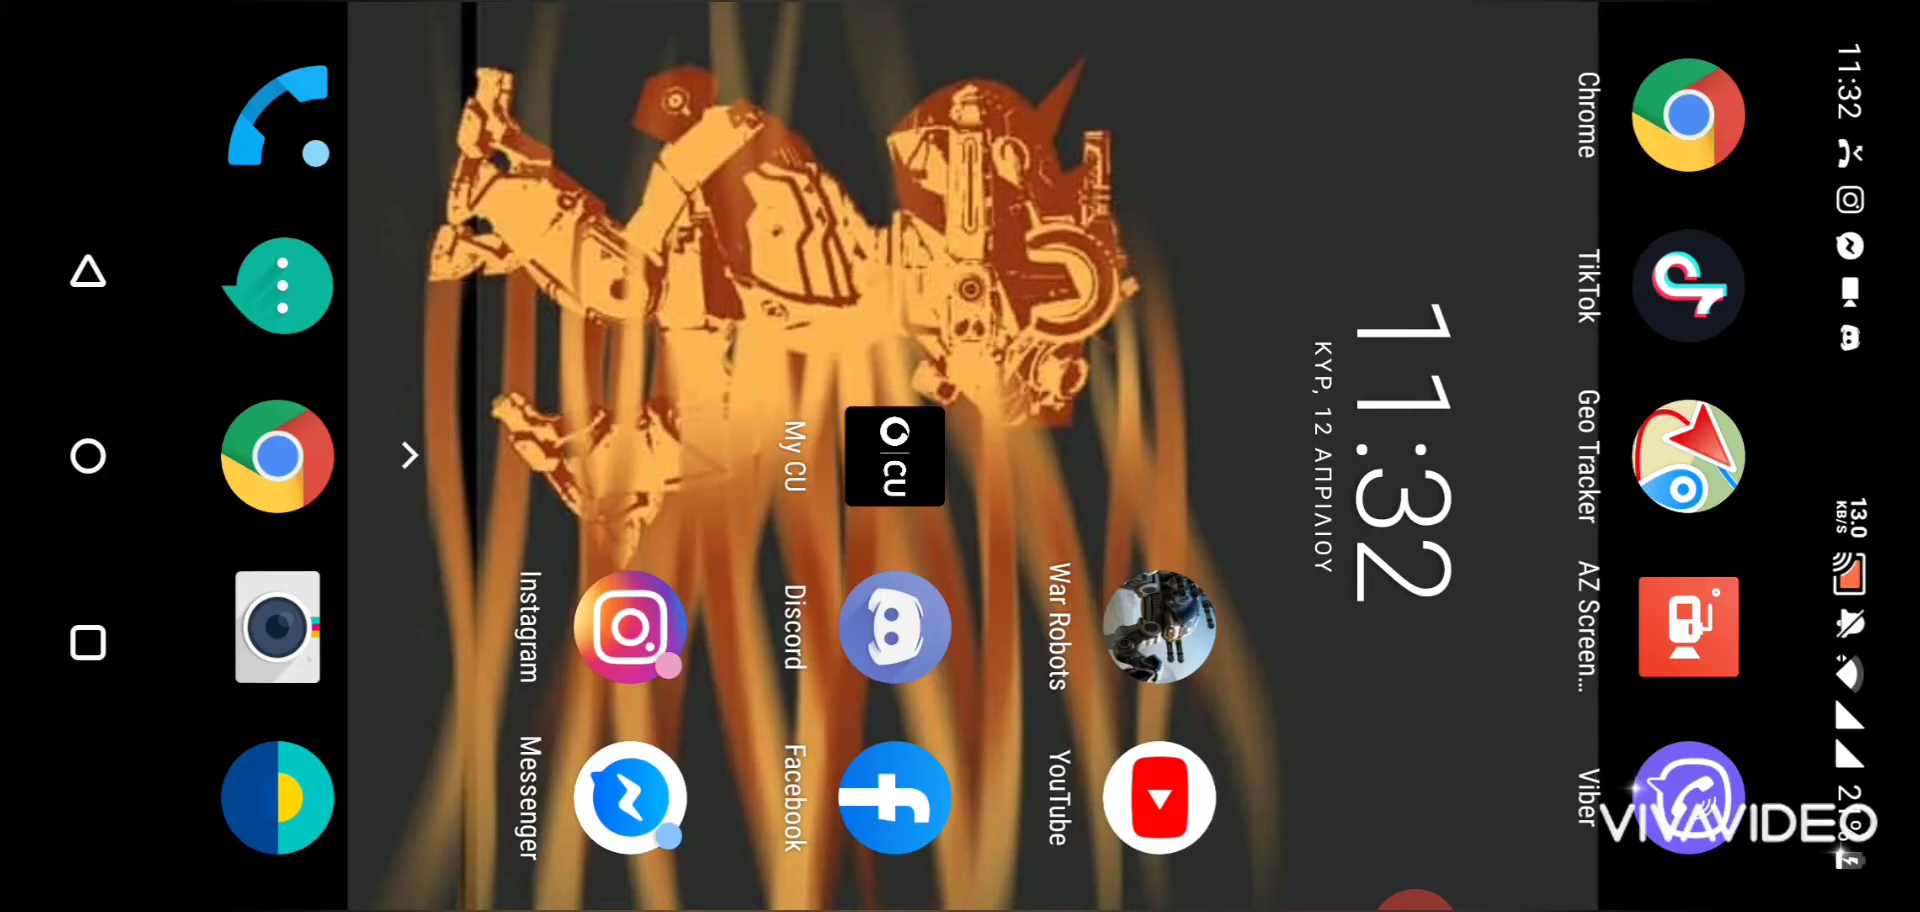 11:32
13.0
KB/S
Chrome
TikTok
Geo Tracker
AZ Screen...
Viber
11:32
ΚΥΡ, 12 ΑΠΡΙΛΙΟΥ
War Robots
YouTube
CU
My CU
Discord
Facebook
Instagram
Messenger
VIVAVIDEO